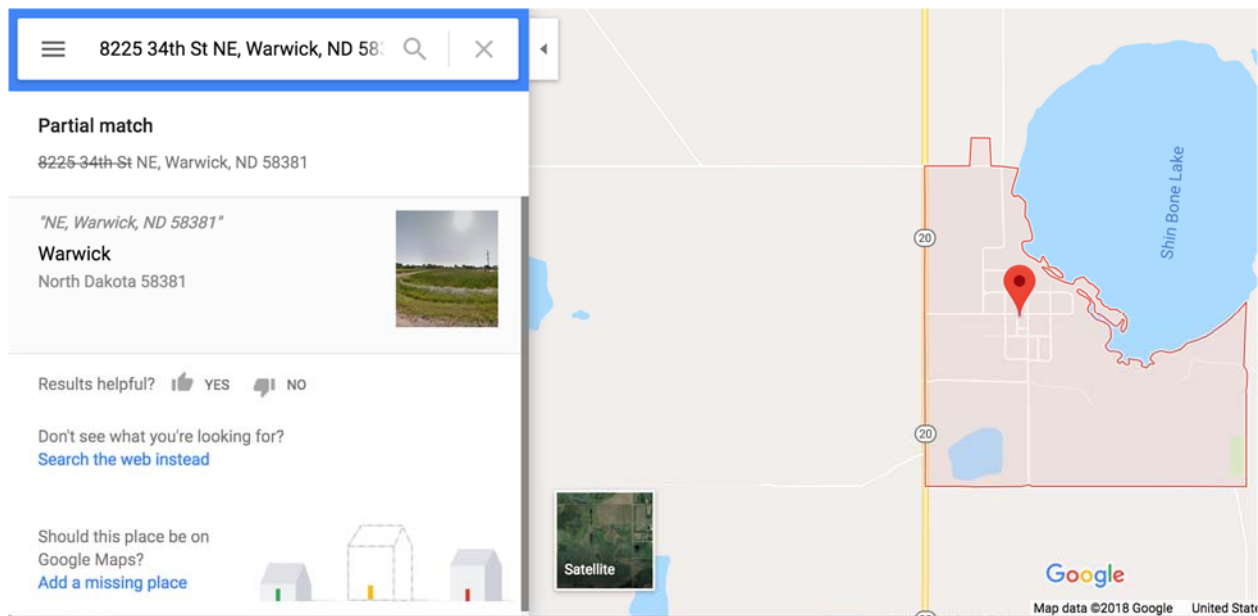 8225 34th St NE, Warwick, ND 58
Partial match
8225 34th St NE, Warwick, ND 58381
"NE, Warwick, ND 58381"
Warwick
North Dakota 58381
Results helpful? YES NO
Don't see what you're looking for?
Search the web instead
Should this place be on
Google Maps?
Add a missing place
Satellite
20
20
Shin Bone Lake
Google
Map data ©2018 Google United State